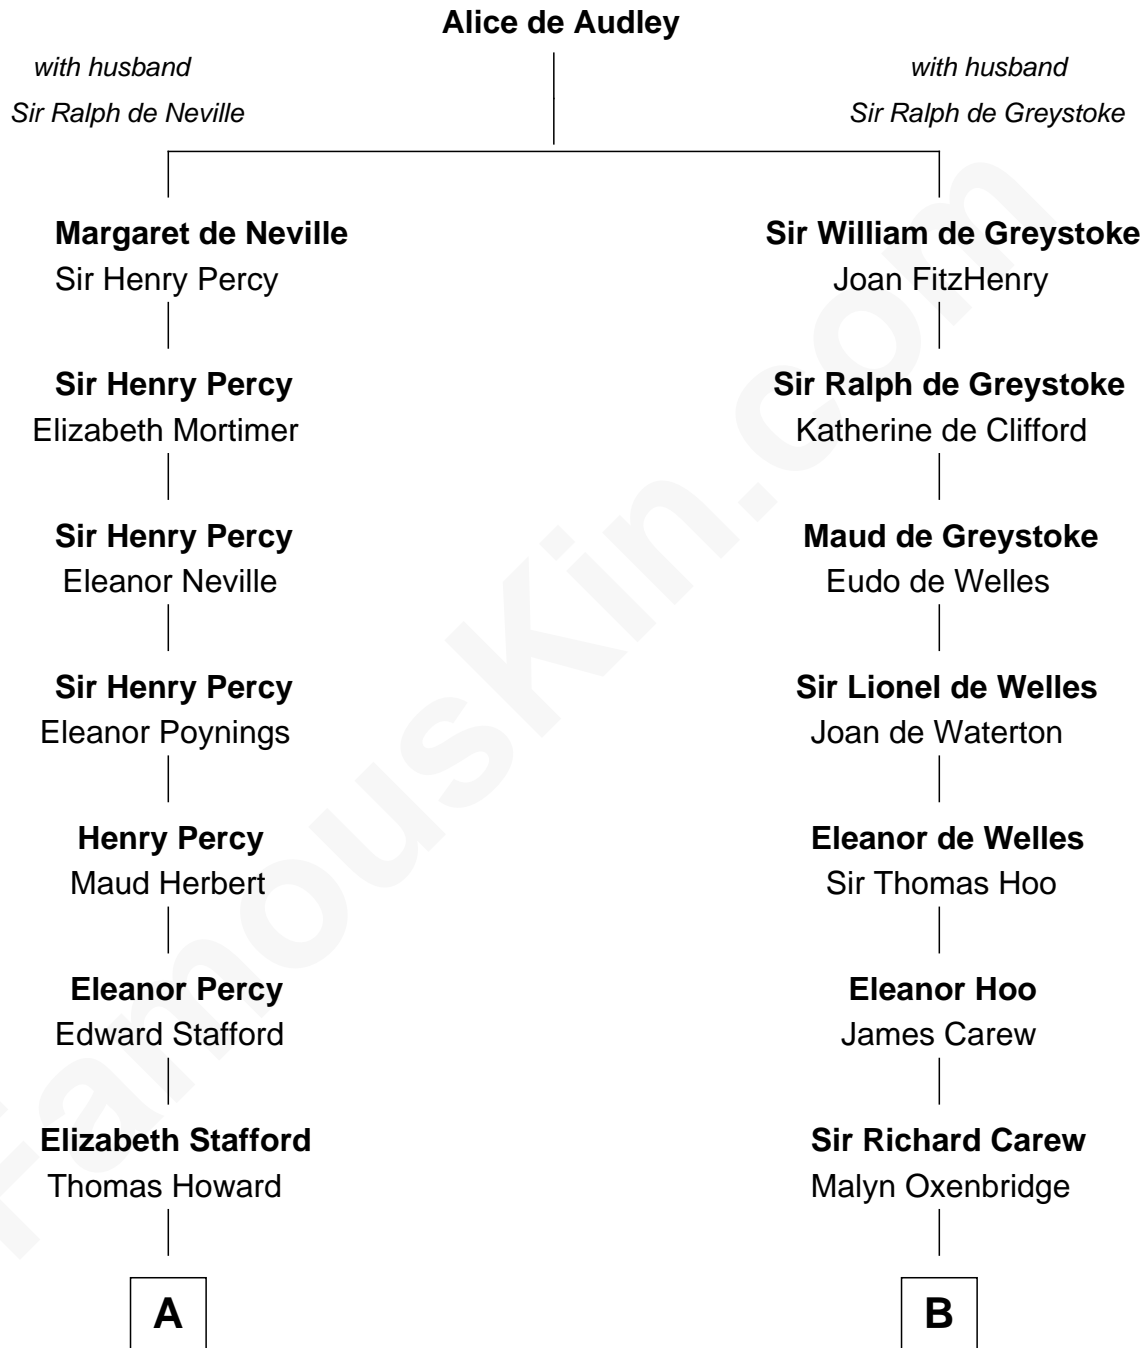 Alice de Audley
with husband
Sir Ralph de Neville
with husband
Sir Ralph de Greystoke
Margaret de Neville
Sir Henry Percy
Sir William de Greystoke
Joan FitzHenry
Sir Henry Percy
Elizabeth Mortimer
Sir Ralph de Greystoke
Katherine de Clifford
Sir Henry Percy
Eleanor Neville
Maud de Greystoke
Eudo de Welles
Sir Henry Percy
Eleanor Poynings
Sir Lionel de Welles
Joan de Waterton
Henry Percy
Maud Herbert
Eleanor de Welles
Sir Thomas Hoo
Eleanor Percy
Edward Stafford
Eleanor Hoo
James Carew
Elizabeth Stafford
Thomas Howard
Sir Richard Carew
Malyn Oxenbridge
A
B
FamousKin.com